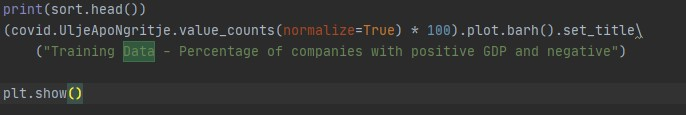 print(sort.head())
(covid.UljeApoNgritje.value_counts(normalize=True) * 100).plot.barh().set_title\
("Training Data - Percentage of companies with positive GDP and negative")
plt.show()